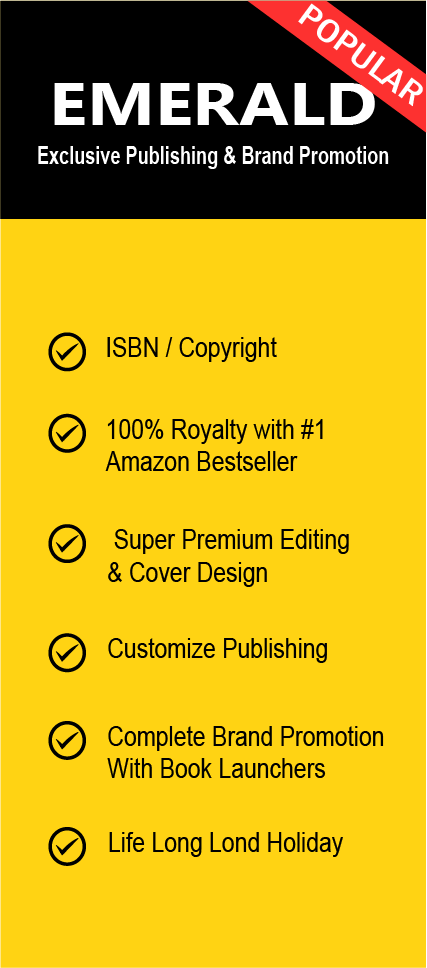 POPULAR
EMERALD
Exclusive Publishing & Brand Promotion
ISBN / Copyright
100% Royalty with #1
Amazon Bestseller
Super Premium Editing
& Cover Design
Customize Publishing
Complete Brand Promotion
With Book Launchers
Life Long Lond Holiday